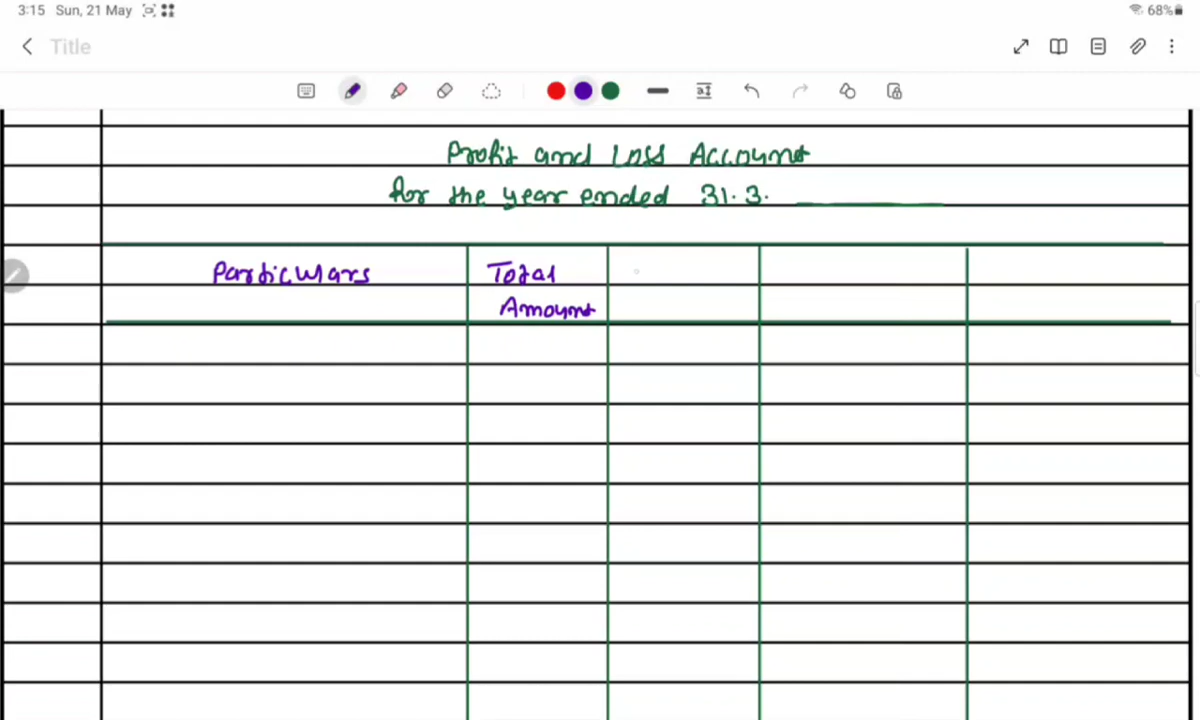 3:15 Sun, 21 May
68%
Title
Profit and Loss Account
for the year ended 31.3.
Particulars
Total
Amount